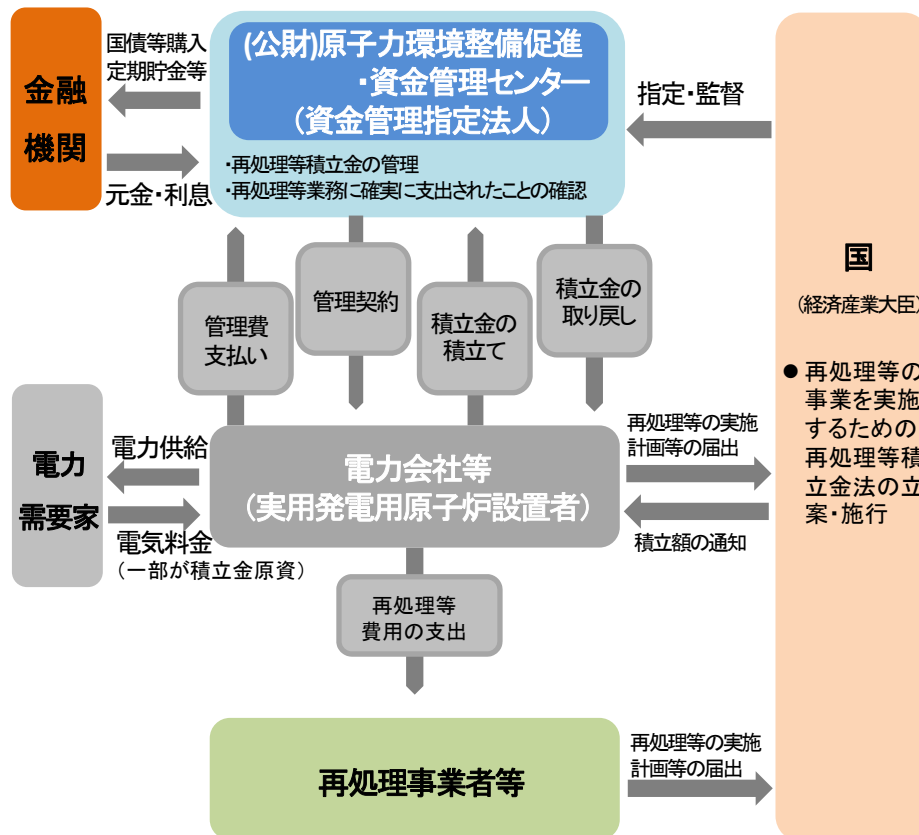 国債等購入
定期貯金等
金融
機関
元金・利息
(公財)原子力環境整備促進
・資金管理センター
（資金管理指定法人）
・再処理等積立金の管理
・再処理等業務に確実に支出されたことの確認
指定・監督
国
（経済産業大臣）
● 再処理等の
事業を実施
するための
再処理等積
立金法の立
案・施行
管理費
支払い
管理契約
積立金の
積立て
積立金の
取り戻し
電力
需要家
電力供給
電気料金
（一部が積立金原資）
電力会社等
（実用発電用原子炉設置者）
再処理等の実施
計画等の届出
積立額の通知
再処理等
費用の支出
再処理事業者等
再処理等の実施
計画等の届出